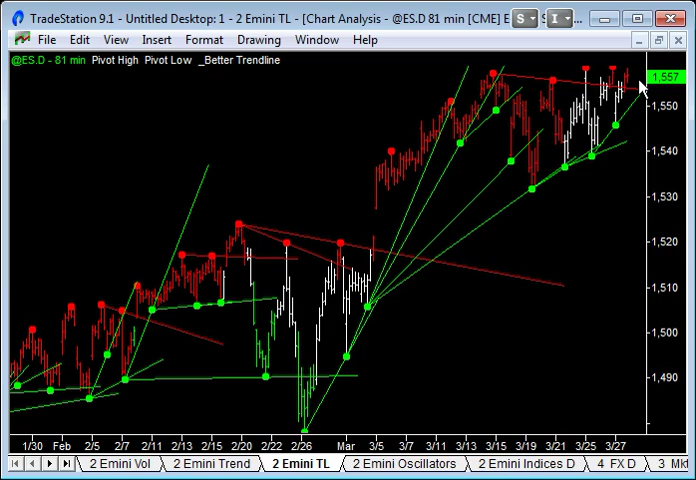 TradeStation 9.1 - Untitled Desktop: 1 - 2 Emini TL - [Chart Analysis - @ES.D 81 min [CME] E S I
File Edit View Insert Format Drawing Window Help
@ES.D - 81 min Pivot High Pivot Low _Better Trendline
1,557
1,550
1,540
1,530
1,520
1,510
1,500
1,490
1/30 Feb 2/5 2/7 2/11 2/13 2/15 2/20 2/22 2/26 Mar 3/5 3/7 3/11 3/13 3/15 3/19 3/21 3/25 3/27
2 Emini Vol 2 Emini Trend 2 Emini TL 2 Emini Oscillators 2 Emini Indices D 4 FX D 3 Mkt